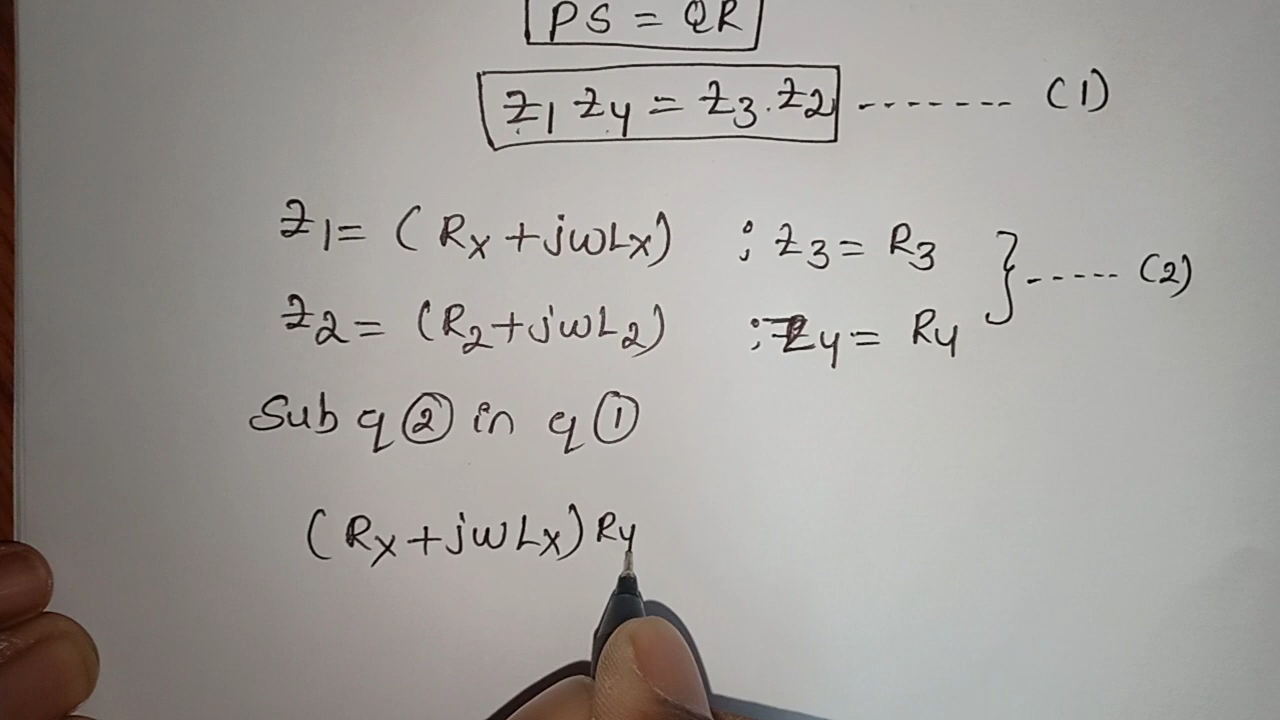 PS = QR
Z1 Z4 = Z3.Z2 ------- (1)
Z1 = (Rx+jωLx) ; Z3 = R3
Z2 = (R2+jωL2) ; Z4 = R4 } ----- (2)
Sub q ② in q ①
(Rx+jωLx) R4